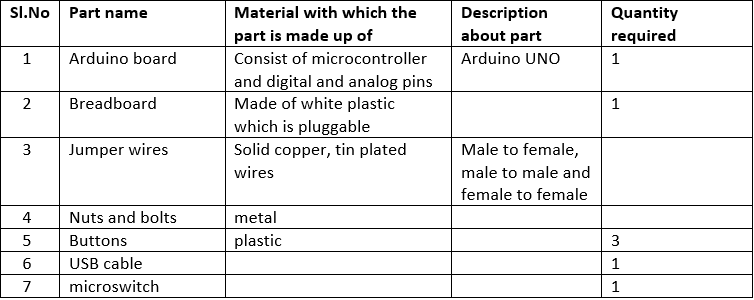 Sl.No Part name Material with which the part is made up of Description about part Quantity required
1 Arduino board Consist of microcontroller and digital and analog pins Arduino UNO 1
2 Breadboard Made of white plastic which is pluggable 1
3 Jumper wires Solid copper, tin plated wires Male to female, male to male and female to female
4 Nuts and bolts metal
5 Buttons plastic 3
6 USB cable 1
7 microswitch 1